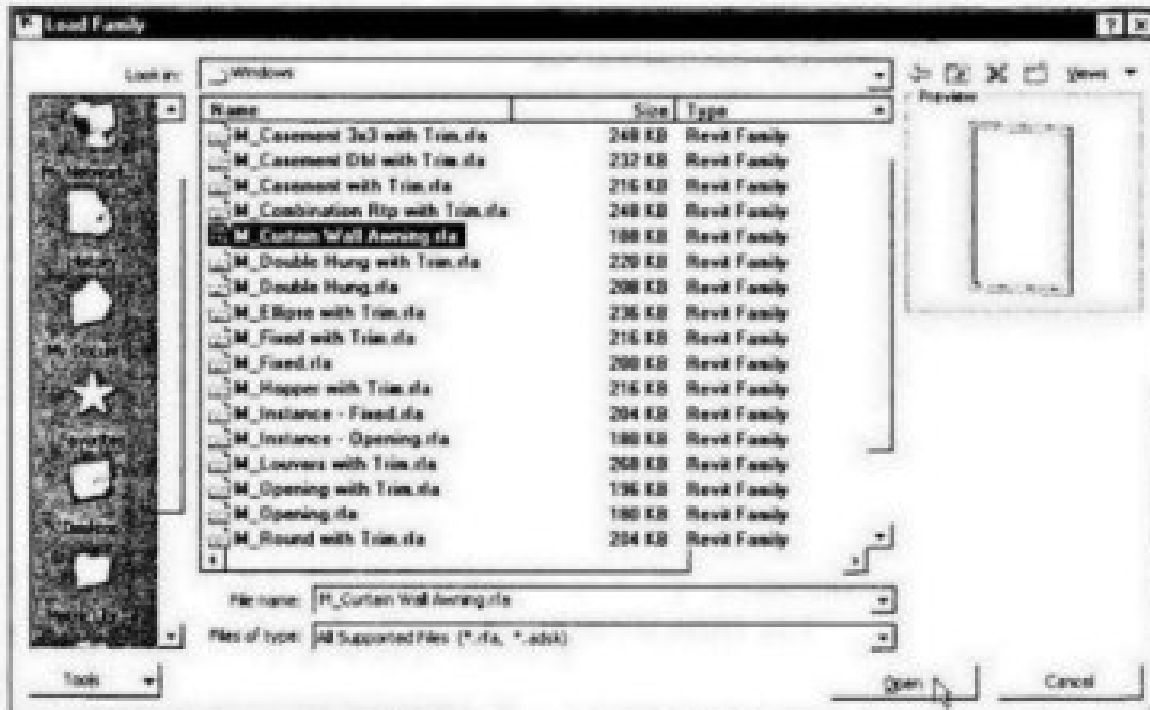 Load Family
Look in: Windows
Views
Preview
Name Size Type
M_Casement 3x3 with Trim.rfa 248 KB Revit Family
M_Casement Dbl with Trim.rfa 232 KB Revit Family
M_Casement with Trim.rfa 216 KB Revit Family
M_Combination Rtp with Trim.rfa 248 KB Revit Family
M_Curtain Wall Awning.rfa 188 KB Revit Family
M_Double Hung with Trim.rfa 220 KB Revit Family
M_Double Hung.rfa 208 KB Revit Family
M_Ellipse with Trim.rfa 236 KB Revit Family
M_Fixed with Trim.rfa 216 KB Revit Family
M_Fixed.rfa 200 KB Revit Family
M_Hopper with Trim.rfa 216 KB Revit Family
M_Instance - Fixed.rfa 204 KB Revit Family
M_Instance - Opening.rfa 180 KB Revit Family
M_Louvers with Trim.rfa 268 KB Revit Family
M_Opening with Trim.rfa 196 KB Revit Family
M_Opening.rfa 180 KB Revit Family
M_Round with Trim.rfa 204 KB Revit Family
My Network
History
My Docum
Favorites
Desktop
File name: M_Curtain Wall Awning.rfa
Files of type: All Supported Files (*.rfa, *.adsk)
Tools
Open
Cancel